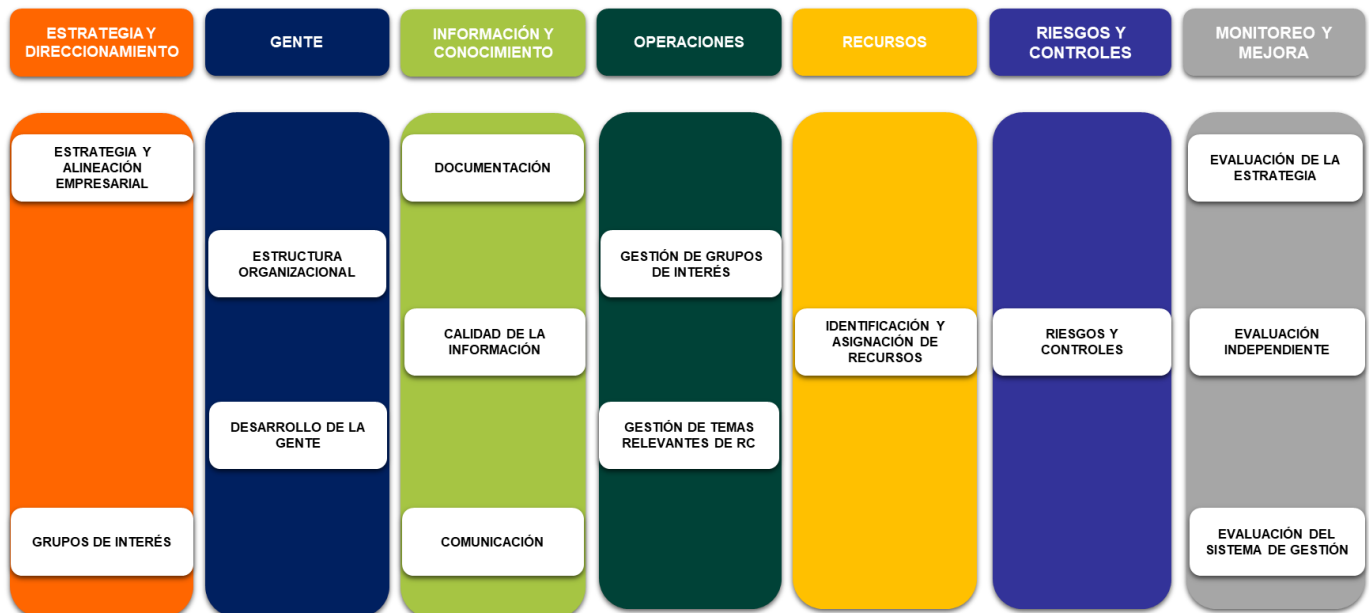 ESTRATEGIA Y
DIRECCIONAMIENTO
GENTE
INFORMACIÓN Y
CONOCIMIENTO
OPERACIONES
RECURSOS
RIESGOS Y
CONTROLES
MONITOREO Y
MEJORA
ESTRATEGIA Y
ALINEACIÓN
EMPRESARIAL
GRUPOS DE INTERÉS
ESTRUCTURA
ORGANIZACIONAL
DESARROLLO DE LA
GENTE
DOCUMENTACIÓN
CALIDAD DE LA
INFORMACIÓN
COMUNICACIÓN
GESTIÓN DE GRUPOS
DE INTERÉS
GESTIÓN DE TEMAS
RELEVANTES DE RC
IDENTIFICACIÓN Y
ASIGNACIÓN DE
RECURSOS
RIESGOS Y
CONTROLES
EVALUACIÓN DE LA
ESTRATEGIA
EVALUACIÓN
INDEPENDIENTE
EVALUACIÓN DEL
SISTEMA DE GESTIÓN